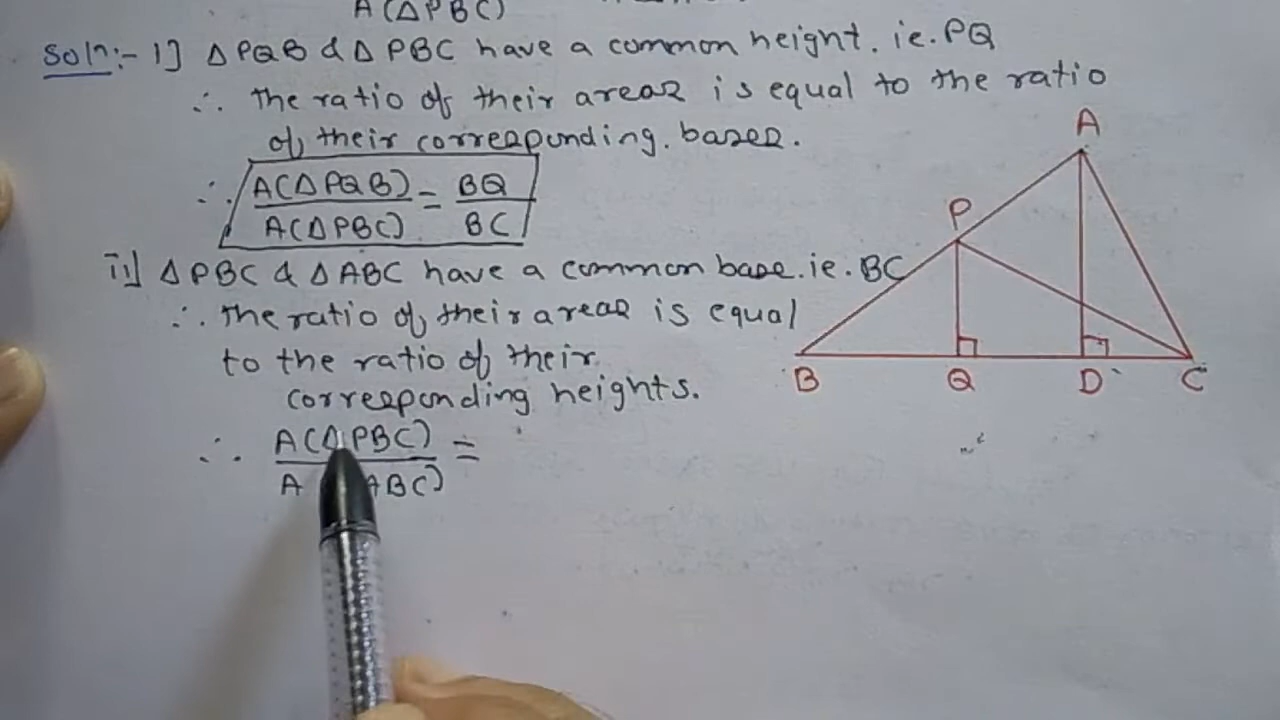 A(ΔPBC)
Soln:- 1] ΔPQB & ΔPBC have a common height. ie. PQ
∴ The ratio of their areas is equal to the ratio
of their corresponding. bases.
∴ A(ΔPQB) / A(ΔPBC) = BQ / BC
ii] ΔPBC & ΔABC have a common base. ie. BC
∴ The ratio of their areas is equal
to the ratio of their
corresponding heights.
∴ A(ΔPBC) =
A ABC)
A
P
B Q D C